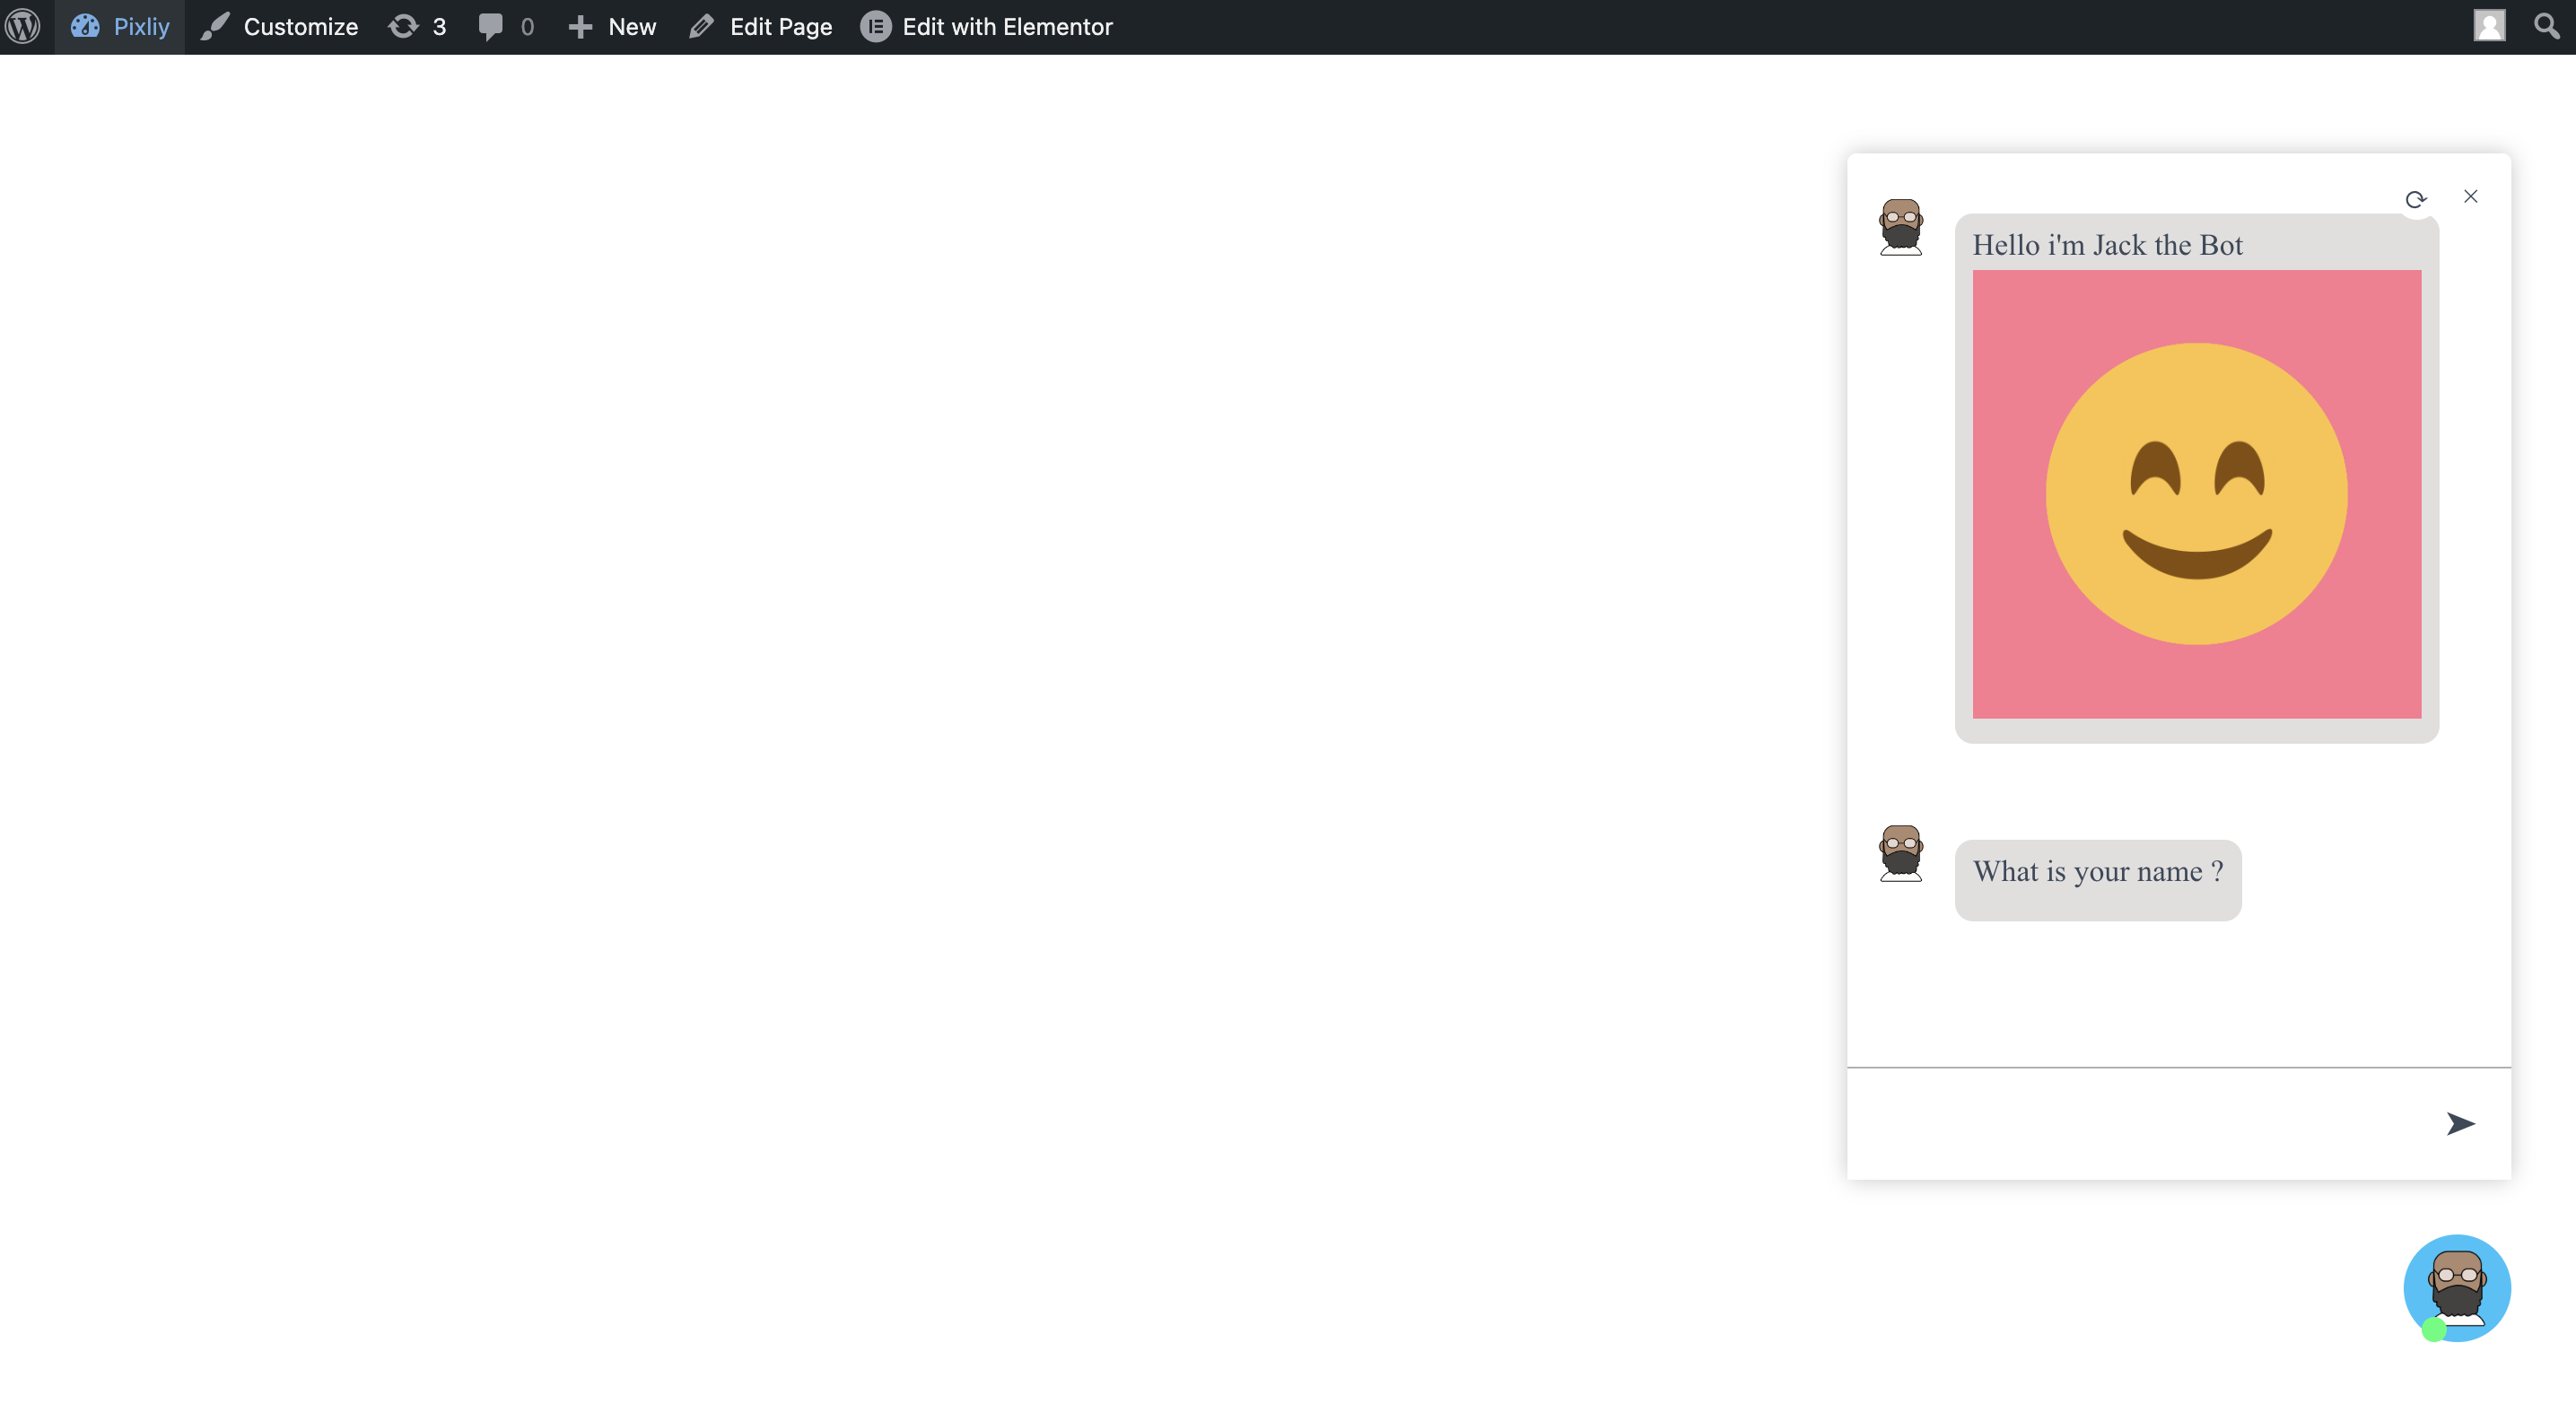 Pixliy Customize 3 0 New Edit Page Edit with Elementor
Hello i'm Jack the Bot
What is your name ?